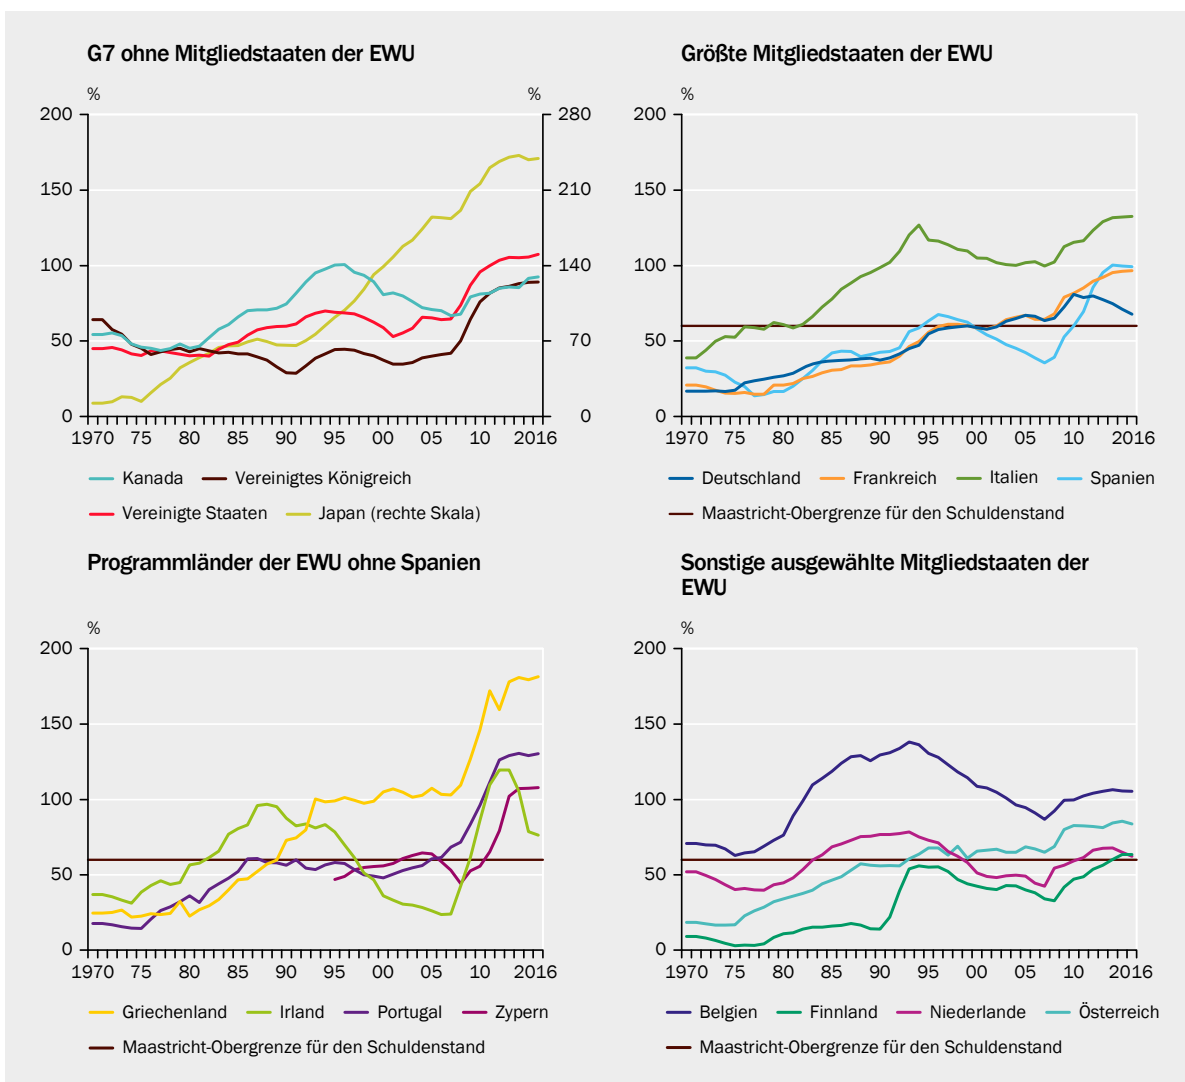 G7 ohne Mitgliedstaaten der EWU
% %
200 280
150 210
100 140
50 70
0 0
1970 75 80 85 90 95 00 05 10 2016
Kanada Vereinigtes Königreich
Vereinigte Staaten Japan (rechte Skala)
Größte Mitgliedstaaten der EWU
%
200
150
100
50
0
1970 75 80 85 90 95 00 05 10 2016
Deutschland Frankreich Italien Spanien
Maastricht-Obergrenze für den Schuldenstand
Programmländer der EWU ohne Spanien
%
200
150
100
50
0
1970 75 80 85 90 95 00 05 10 2016
Griechenland Irland Portugal Zypern
Maastricht-Obergrenze für den Schuldenstand
Sonstige ausgewählte Mitgliedstaaten der
EWU
%
200
150
100
50
0
1970 75 80 85 90 95 00 05 10 2016
Belgien Finnland Niederlande Österreich
Maastricht-Obergrenze für den Schuldenstand